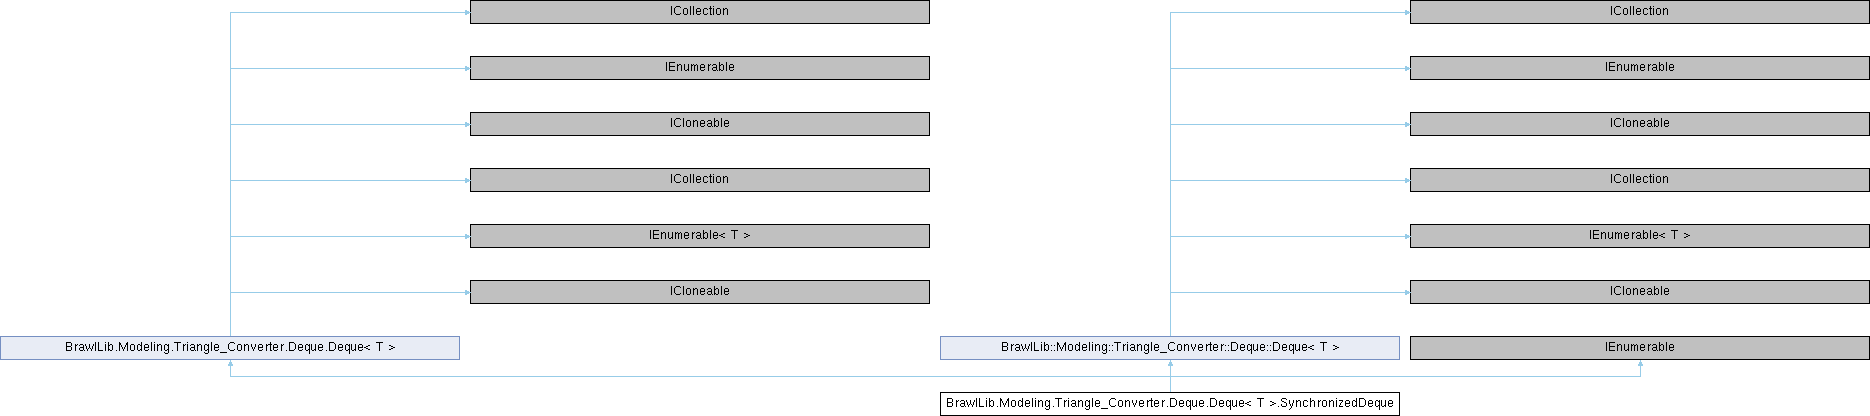 ICollection
ICollection
IEnumerable
IEnumerable
ICloneable
ICloneable
ICollection
ICollection
IEnumerable< T >
IEnumerable< T >
ICloneable
ICloneable
BrawlLib.Modeling.Triangle_Converter.Deque.Deque< T >
BrawlLib::Modeling::Triangle_Converter::Deque::Deque< T >
IEnumerable
BrawlLib.Modeling.Triangle_Converter.Deque.Deque< T >.SynchronizedDeque